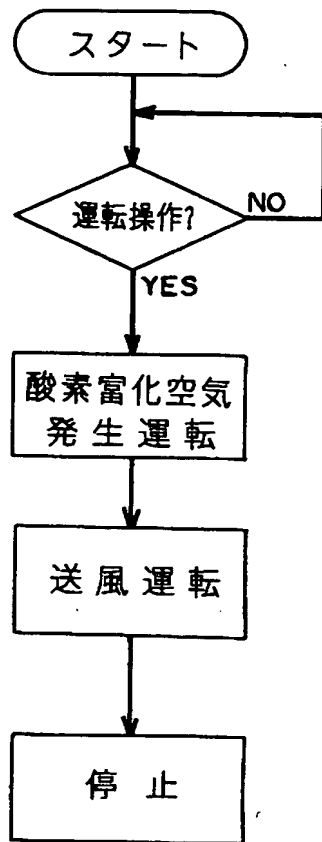 スタート
運転操作?
NO
YES
酸素富化空気
発生運転
送風運転
停止